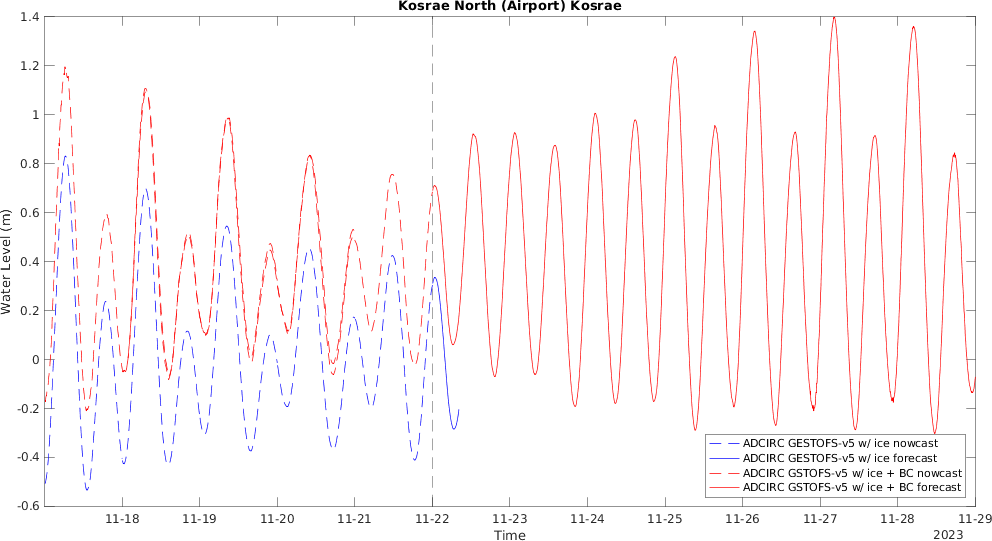 Kosrae North (Airport) Kosrae
1.4
1.2
1
0.8
0.6
0.4
0.2
0
-0.2
-0.4
-0.6
Water Level (m)
ADCIRC GESTOFS-v5 w/ ice nowcast
ADCIRC GESTOFS-v5 w/ ice forecast
ADCIRC GSTOFS-v5 w/ ice + BC nowcast
ADCIRC GSTOFS-v5 w/ ice + BC forecast
11-18 11-19 11-20 11-21 11-22 11-23 11-24 11-25 11-26 11-27 11-28 11-29
Time
2023